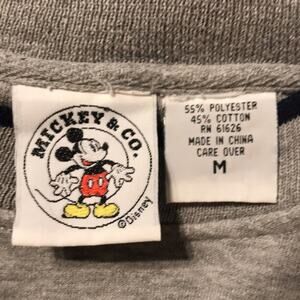 MICKEY & CO.
©Disney
55% POLYESTER
45% COTTON
RN 61626
MADE IN CHINA
CARE OVER
M